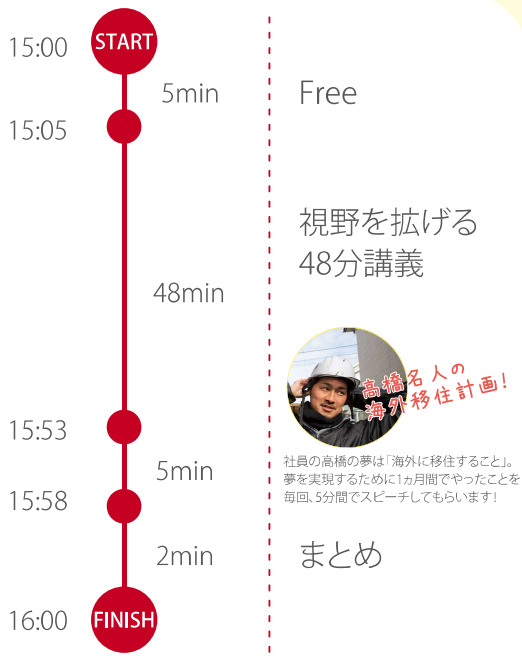 15:00
START
5min
Free
15:05
視野を拡げる
48分講義
48min
高橋名人の
海外移住計画!
15:53
社員の高橋の夢は「海外に移住すること」。
夢を実現するために1ヵ月間でやったことを
毎回、5分間でスピーチしてもらいます!
5min
15:58
2min
まとめ
16:00
FINISH